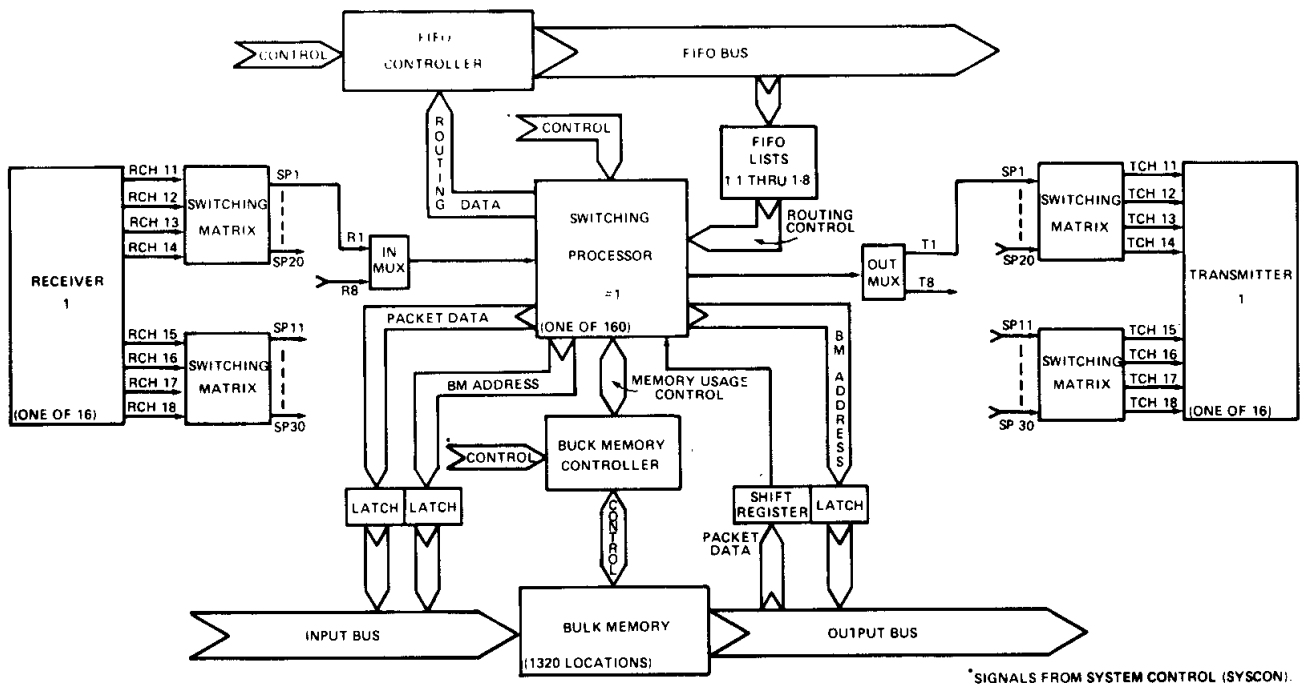 FIFO
CONTROLLER
CONTROL
FIFO BUS
ROUTING
DATA
CONTROL
FIFO
LISTS
1·1 THRU 1·8
ROUTING
CONTROL
RECEIVER
1
(ONE OF 16)
RCH 11
RCH 12
RCH 13
RCH 14
SWITCHING
MATRIX
SP1
SP20
R1
R8
IN
MUX
RCH 15
RCH 16
RCH 17
RCH 18
SWITCHING
MATRIX
SP11
SP30
SWITCHING
PROCESSOR
=1
(ONE OF 160)
OUT
MUX
T1
T8
SP1
SP20
SWITCHING
MATRIX
TCH 11
TCH 12
TCH 13
TCH 14
TRANSMITTER
1
(ONE OF 16)
SP11
SP 30
SWITCHING
MATRIX
TCH 15
TCH 16
TCH 17
TCH 18
PACKET DATA
BM ADDRESS
MEMORY USAGE
CONTROL
BM ADDRESS
*CONTROL
BUCK MEMORY
CONTROLLER
LATCH
LATCH
CONTROL
SHIFT
REGISTER
LATCH
PACKET
DATA
INPUT BUS
BULK MEMORY
(1320 LOCATIONS)
OUTPUT BUS
*SIGNALS FROM SYSTEM CONTROL (SYSCON).